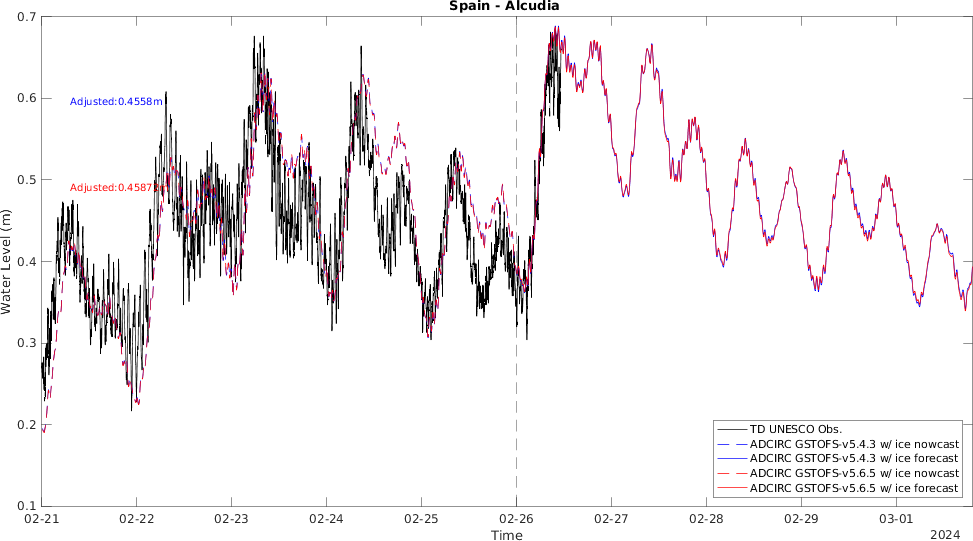 Spain - Alcudia
0.7
0.6
0.5
0.4
0.3
0.2
0.1
Water Level (m)
Adjusted:0.4558m
Adjusted:0.4587m
02-21
02-22
02-23
02-24
02-25
02-26
02-27
02-28
02-29
03-01
Time
2024
TD UNESCO Obs.
ADCIRC GSTOFS-v5.4.3 w/ ice nowcast
ADCIRC GSTOFS-v5.4.3 w/ ice forecast
ADCIRC GSTOFS-v5.6.5 w/ ice nowcast
ADCIRC GSTOFS-v5.6.5 w/ ice forecast